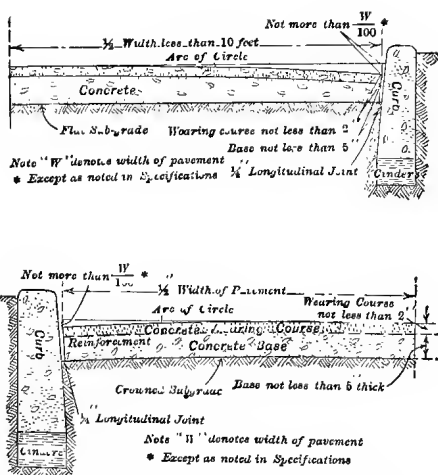 Not more than W/100 *
½ Width less than 10 feet
Arc of Circle
Concrete
Curb
Flat Subgrade
Wearing course not less than 2"
Base not less than 5"
Note "W" denotes width of pavement
¼" Longitudinal Joint
* Except as noted in Specifications
Cinders
Not more than W/100 *
½ Width of Pavement
Wearing Course
not less than 2"
Arc of Circle
Curb
Concrete Wearing Course
Reinforcement
Concrete Base
Crowned Subgrade
Base not less than 5" thick
¼" Longitudinal Joint
Cinders
Note "W" denotes width of pavement
* Except as noted in Specifications